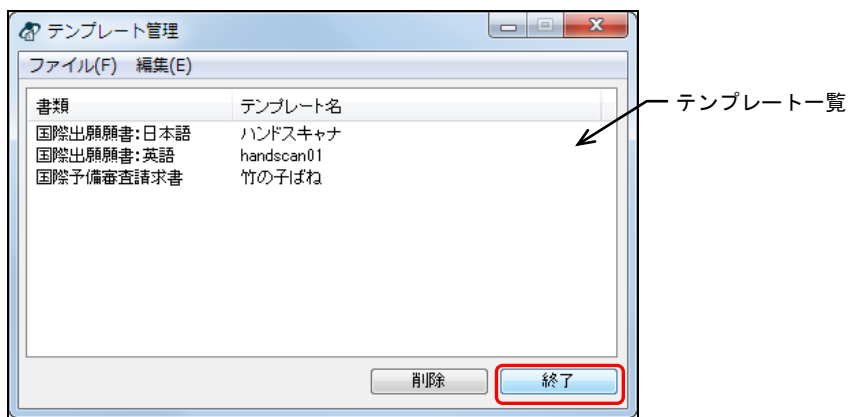 テンプレート管理
ファイル(F) 編集(E)
書類 テンプレート名
国際出願願書:日本語 ハンドスキャナ
国際出願願書:英語 handscan01
国際予備審査請求書 竹の子ばね
テンプレート一覧
削除 終了